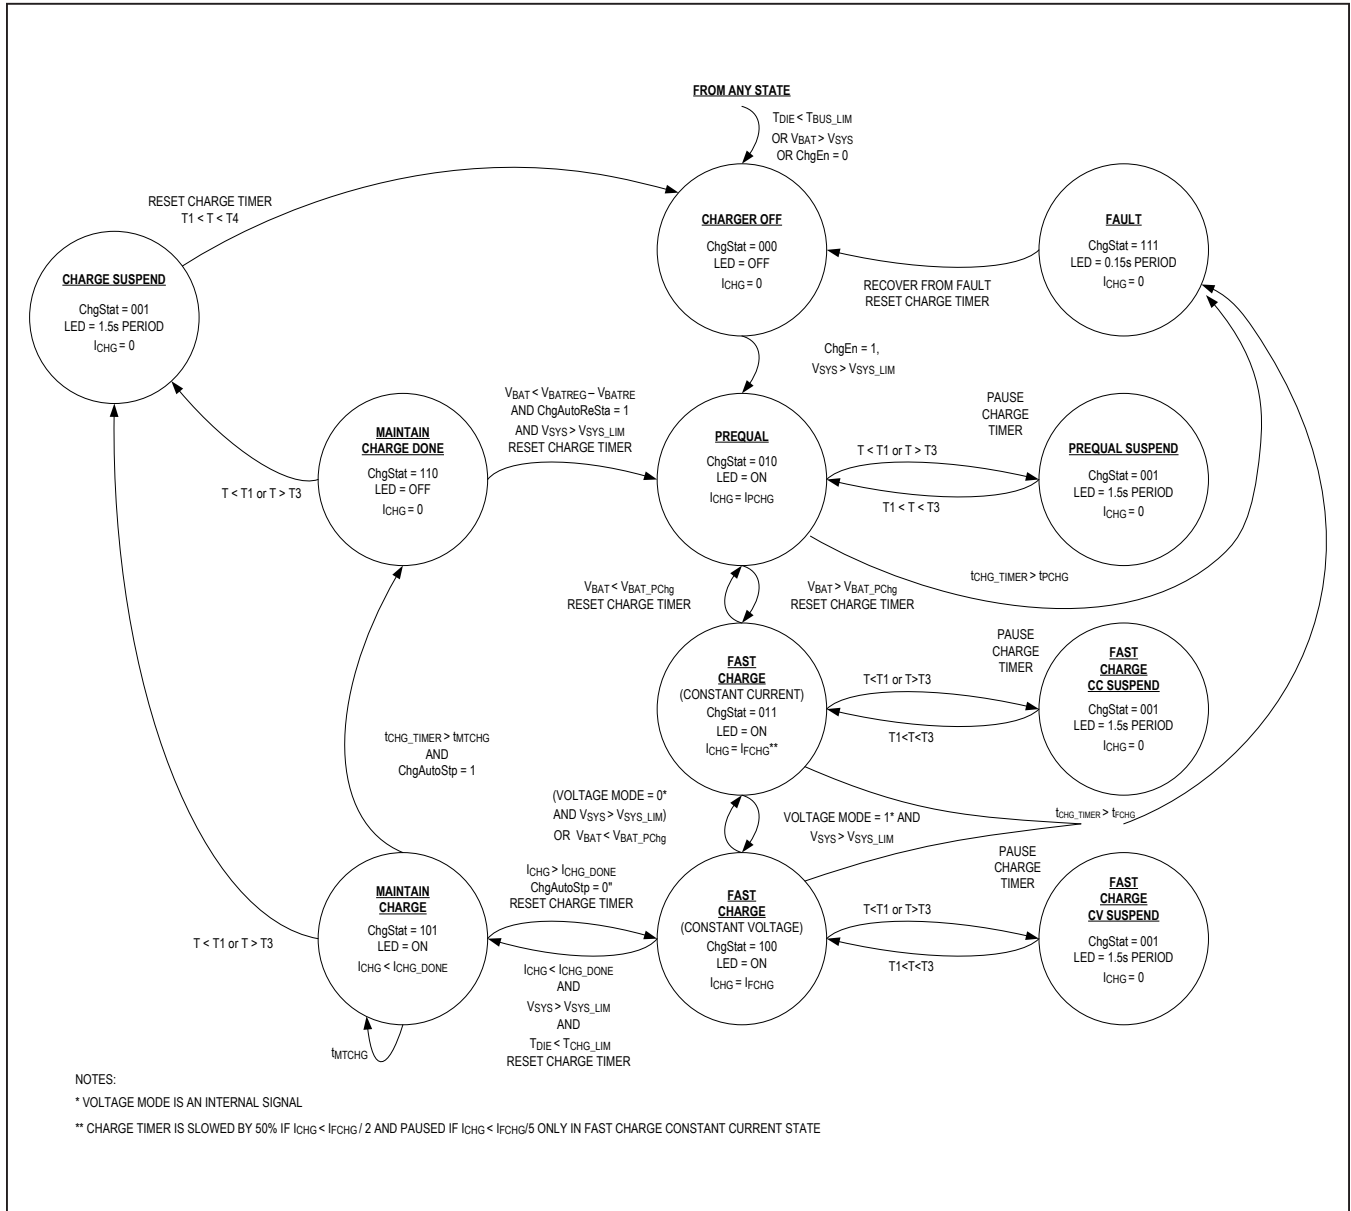 FROM ANY STATE
TDIE < TBUS_LIM
OR VBAT > VSYS
OR ChgEn = 0
RESET CHARGE TIMER
T1 < T < T4
CHARGE SUSPEND
ChgStat = 001
LED = 1.5s PERIOD
ICHG = 0
CHARGER OFF
ChgStat = 000
LED = OFF
ICHG = 0
FAULT
ChgStat = 111
LED = 0.15s PERIOD
ICHG = 0
RECOVER FROM FAULT
RESET CHARGE TIMER
ChgEn = 1,
VSYS > VSYS_LIM
VBAT < VBATREG – VBATRE
AND ChgAutoReSta = 1
AND VSYS > VSYS_LIM
RESET CHARGE TIMER
PAUSE
CHARGE
TIMER
MAINTAIN
CHARGE DONE
ChgStat = 110
LED = OFF
ICHG = 0
T < T1 or T > T3
PREQUAL
ChgStat = 010
LED = ON
ICHG = IPCHG
T < T1 or T > T3
T1 < T < T3
PREQUAL SUSPEND
ChgStat = 001
LED = 1.5s PERIOD
ICHG = 0
tCHG_TIMER > tPCHG
VBAT < VBAT_PChg
RESET CHARGE TIMER
VBAT > VBAT_PChg
RESET CHARGE TIMER
PAUSE
CHARGE
TIMER
FAST
CHARGE
(CONSTANT CURRENT)
ChgStat = 011
LED = ON
ICHG = IFCHG**
T<T1 or T>T3
T1<T<T3
FAST
CHARGE
CC SUSPEND
ChgStat = 001
LED = 1.5s PERIOD
ICHG = 0
tCHG_TIMER > tMTCHG
AND
ChgAutoStp = 1
(VOLTAGE MODE = 0*
AND VSYS > VSYS_LIM)
OR VBAT < VBAT_PChg
VOLTAGE MODE = 1* AND
VSYS > VSYS_LIM
tCHG_TIMER > tFCHG
PAUSE
CHARGE
TIMER
MAINTAIN
CHARGE
ChgStat = 101
LED = ON
ICHG < ICHG_DONE
T < T1 or T > T3
tMTCHG
ICHG > ICHG_DONE
ChgAutoStp = 0"
RESET CHARGE TIMER
ICHG < ICHG_DONE
AND
VSYS > VSYS_LIM
AND
TDIE < TCHG_LIM
RESET CHARGE TIMER
FAST
CHARGE
(CONSTANT VOLTAGE)
ChgStat = 100
LED = ON
ICHG = IFCHG
T<T1 or T>T3
T1<T<T3
FAST
CHARGE
CV SUSPEND
ChgStat = 001
LED = 1.5s PERIOD
ICHG = 0
NOTES:
* VOLTAGE MODE IS AN INTERNAL SIGNAL
** CHARGE TIMER IS SLOWED BY 50% IF ICHG < IFCHG / 2 AND PAUSED IF ICHG < IFCHG/5 ONLY IN FAST CHARGE CONSTANT CURRENT STATE